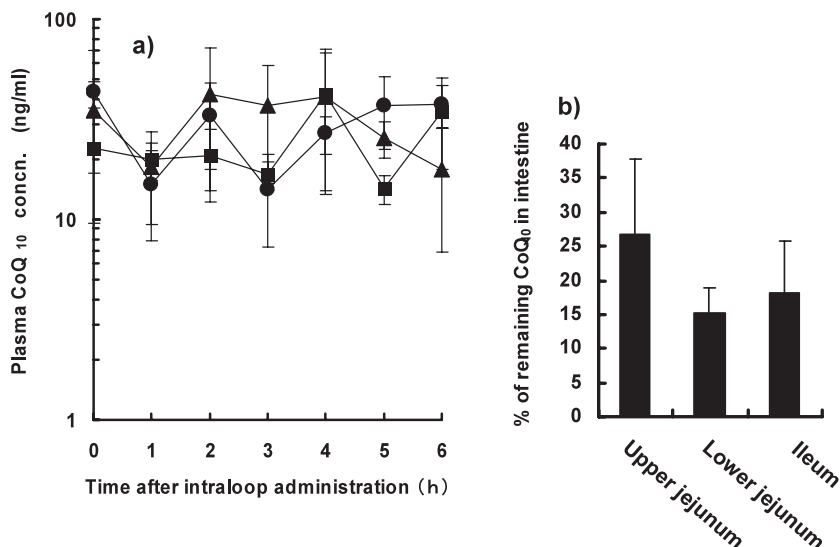 a)
Plasma CoQ 10 concn. (ng/ml)
100
10
1
0 1 2 3 4 5 6
Time after intraloop administration (h)
b)
% of remaining CoQ10 in intestine
40
35
30
25
20
15
10
5
0
Upper jejunum
Lower jejunum
Ileum